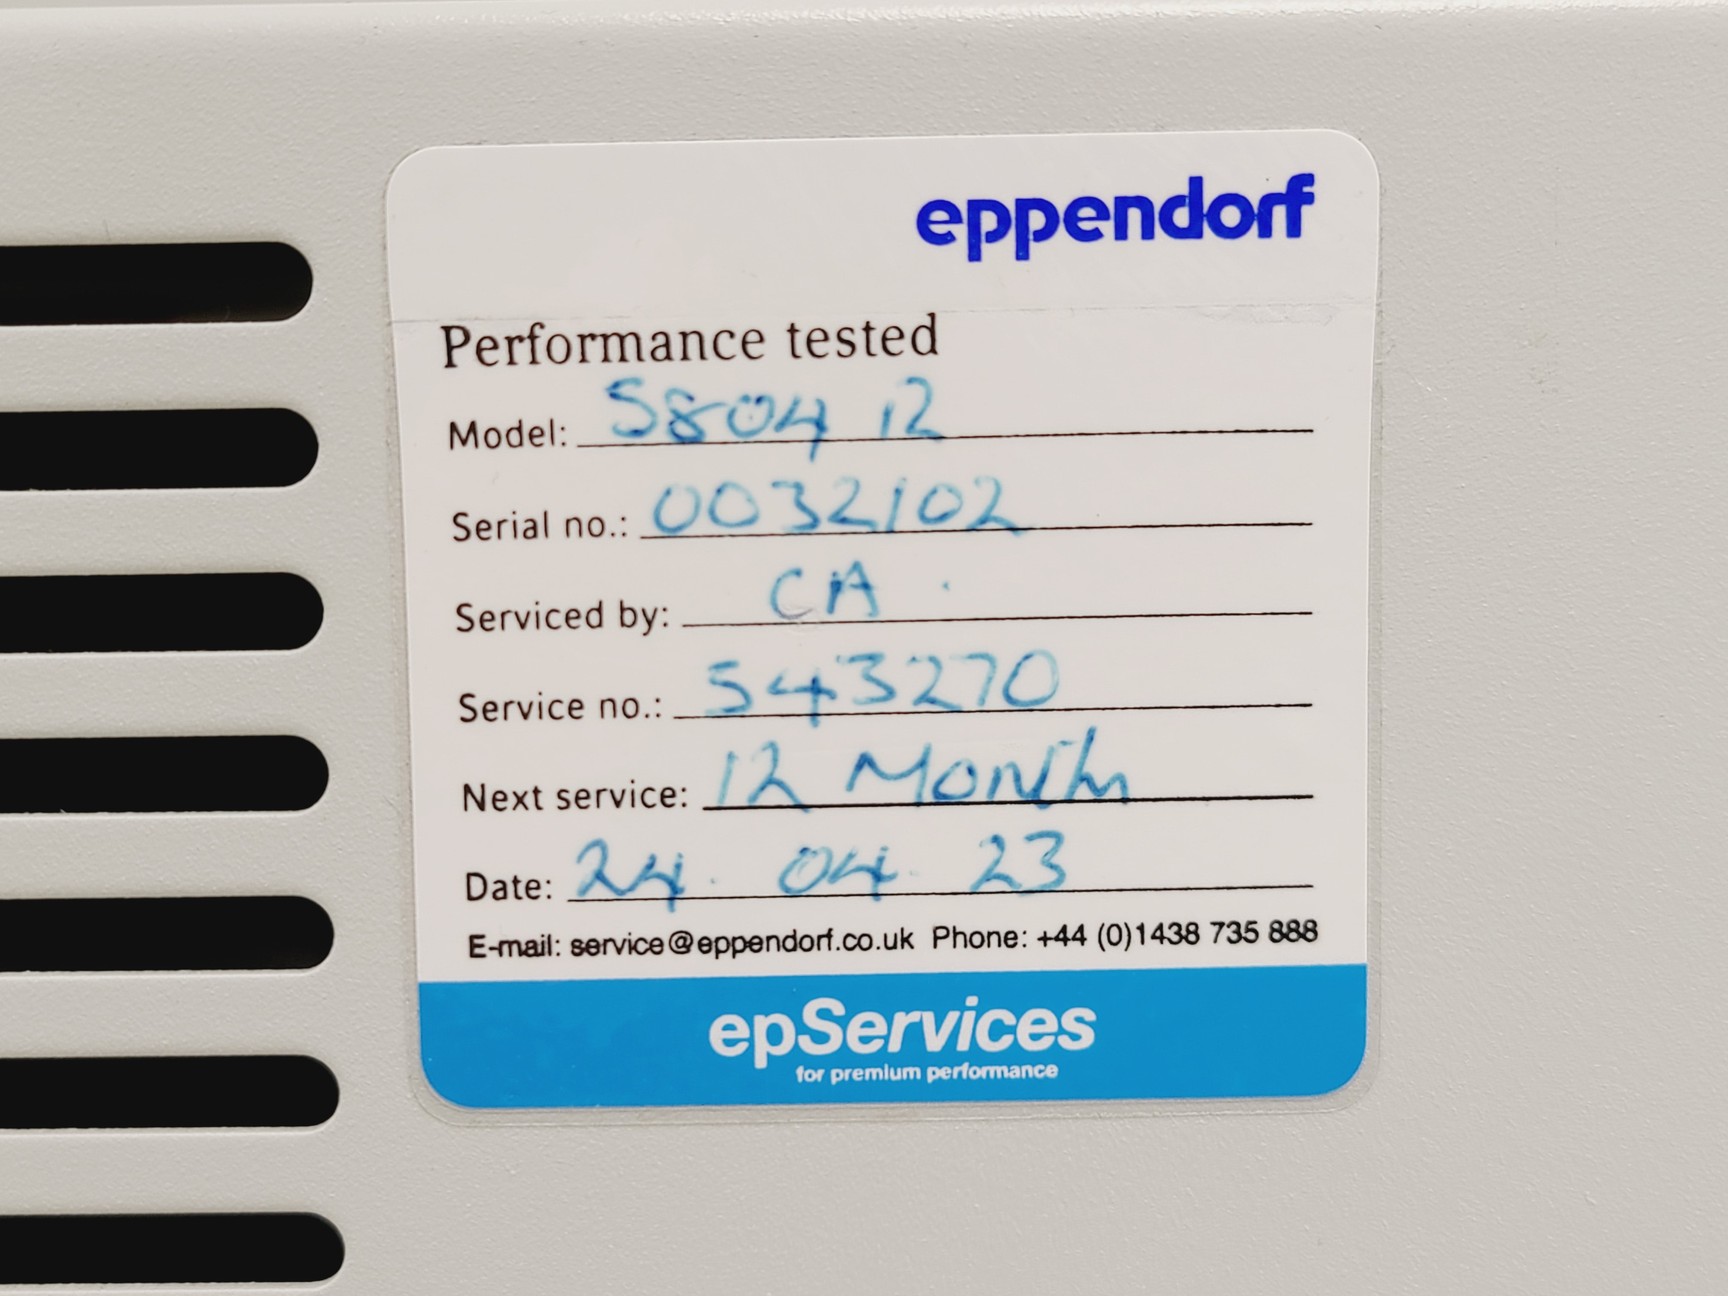 eppendorf
Performance tested
Model: 5804 R
Serial no.: 0032102
Serviced by: CA
Service no.: 543270
Next service: 12 Month
Date: 24. 04. 23
E-mail: service@eppendorf.co.uk Phone: +44 (0)1438 735 888
epServices
for premium performance